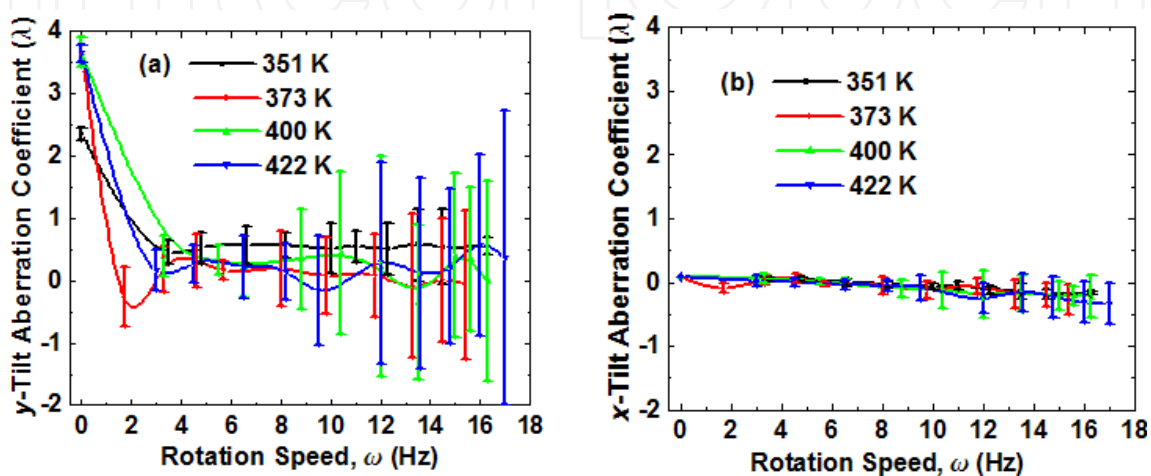 y-Tilt Aberration Coefficient (λ)
4
3
2
1
0
-1
-2
(a)
351 K
373 K
400 K
422 K
0 2 4 6 8 10 12 14 16 18
Rotation Speed, ω (Hz)
x-Tilt Aberration Coefficient (λ)
4
3
2
1
0
-1
-2
(b)
351 K
373 K
400 K
422 K
0 2 4 6 8 10 12 14 16 18
Rotation Speed, ω (Hz)